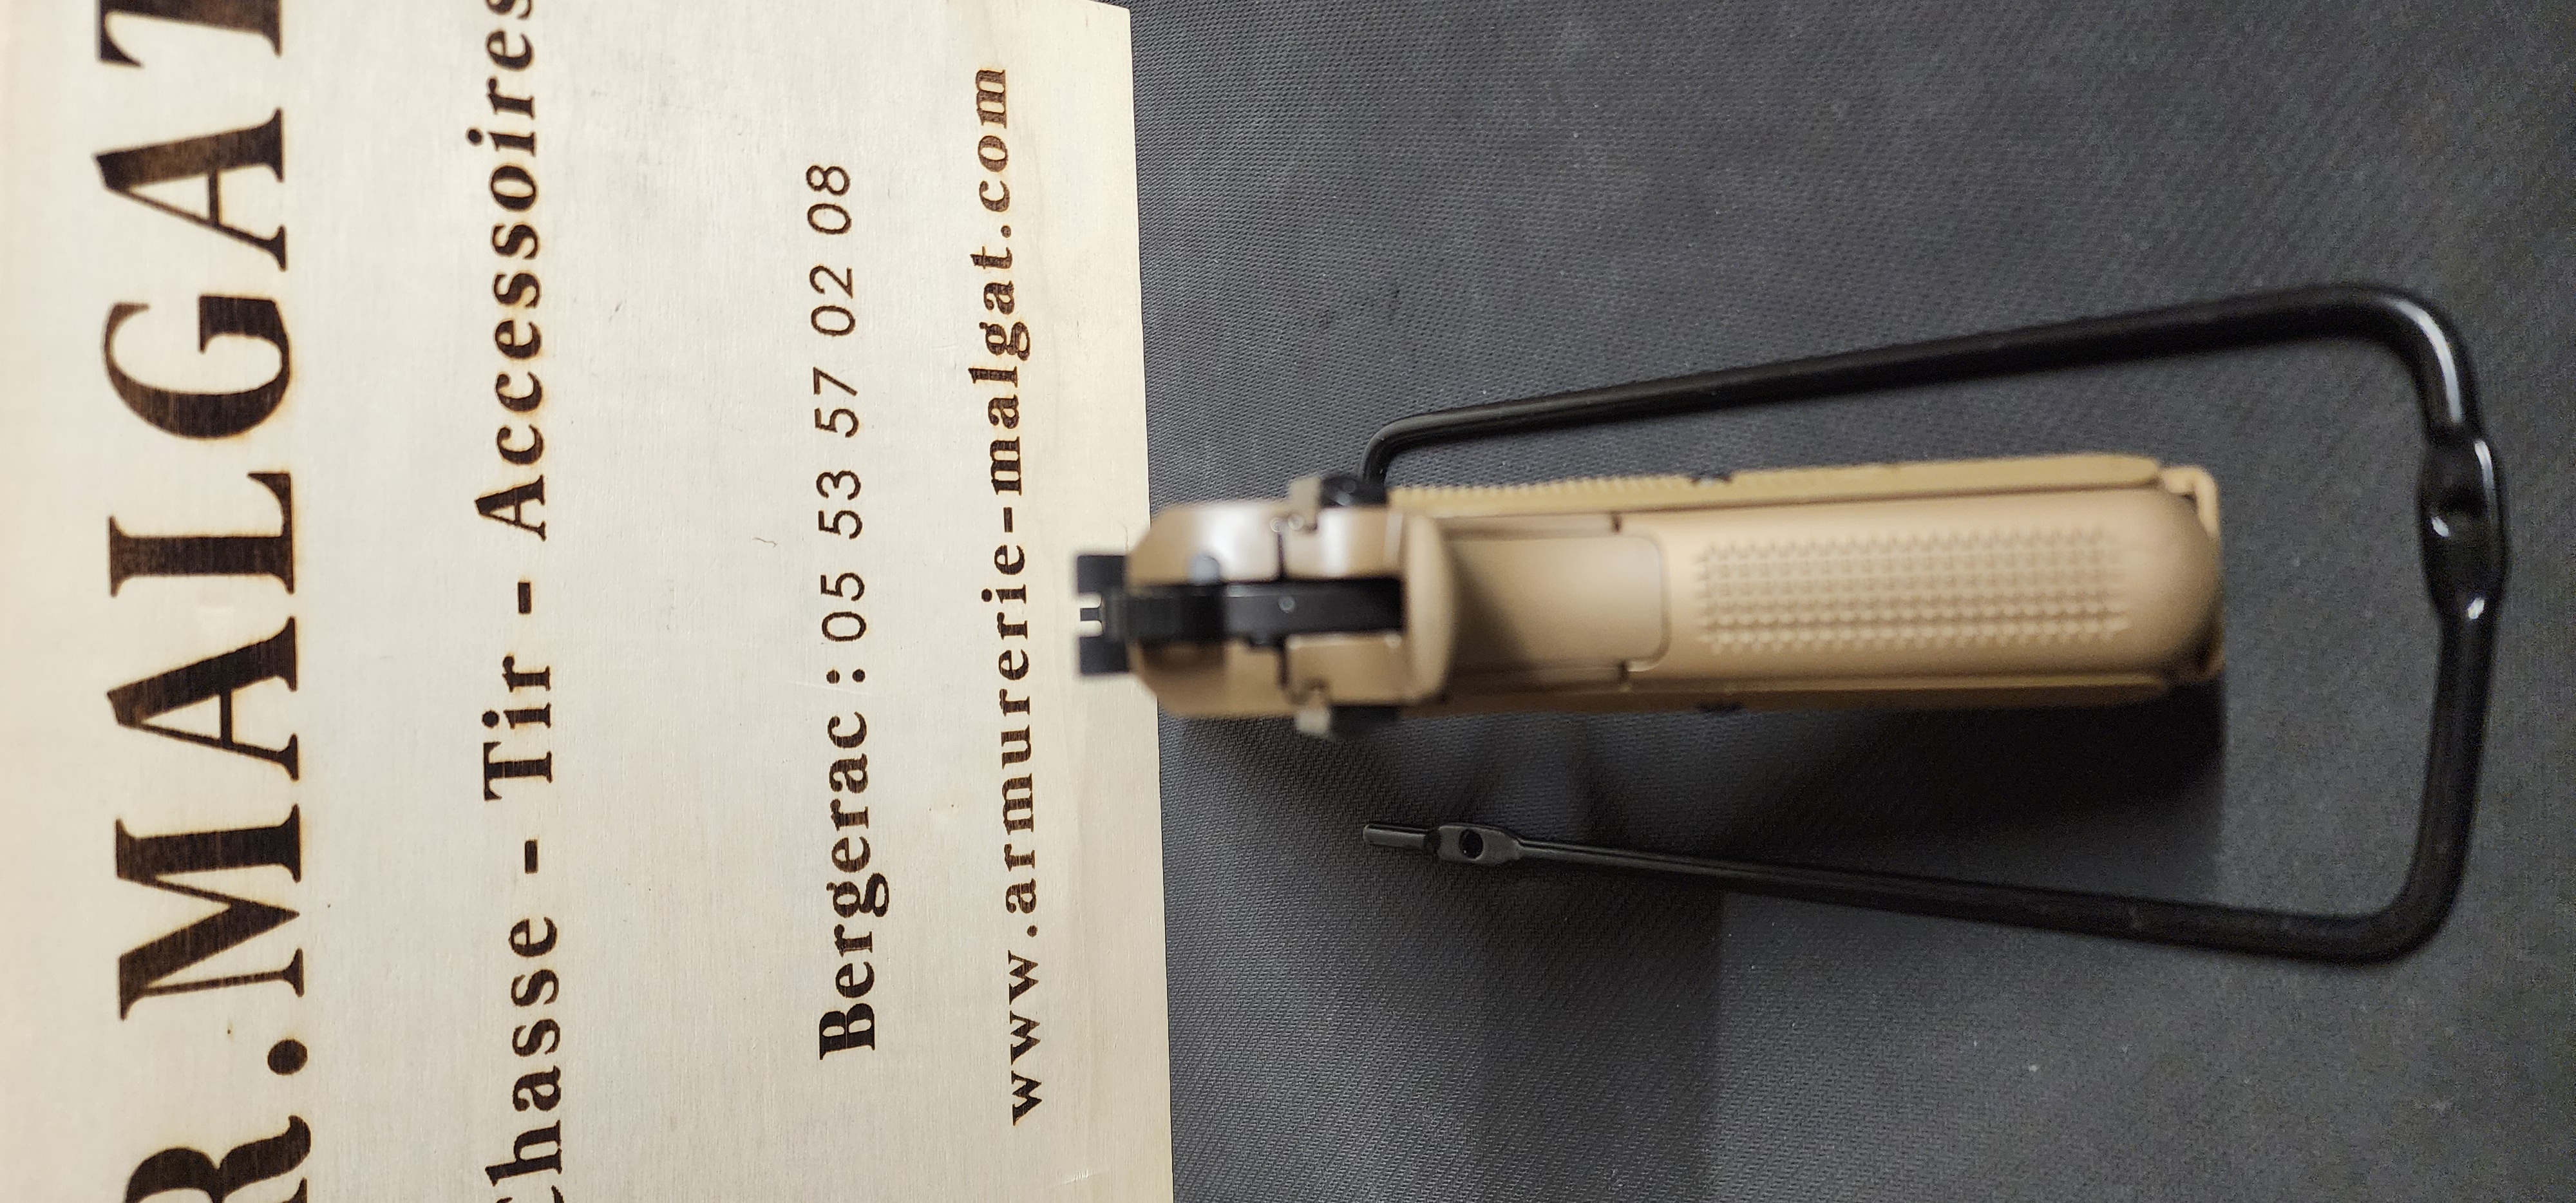 R.MALGAT
Chasse - Tir - Accessoires
Bergerac : 05 53 57 02 08
www.armurerie-malgat.com